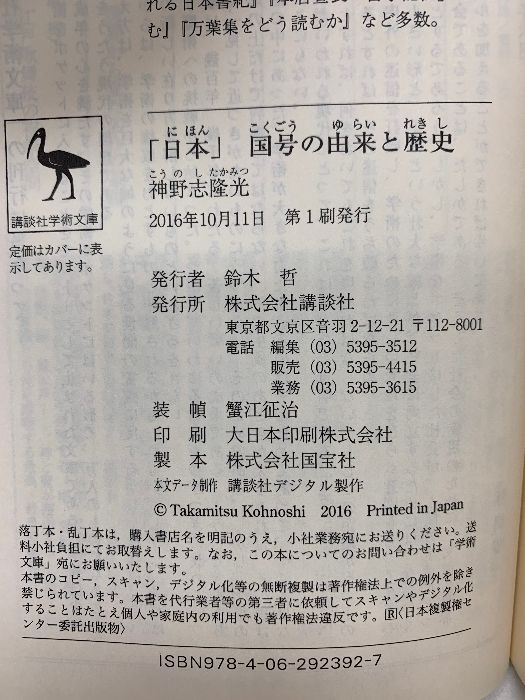 む』『万葉集をどう読むか』など多数。
にほん こくごう ゆらい れきし
「日本」 国号の由来と歴史
こうのしたかみつ
神野志隆光
2016年10月11日 第1刷発行
講談社学術文庫
定価はカバーに表
示してあります。
発行者 鈴木 哲
発行所 株式会社講談社
東京都文京区音羽 2-12-21 〒112-8001
電話 編集 (03) 5395-3512
販売 (03) 5395-4415
業務 (03) 5395-3615
装 幀 蟹江征治
印 刷 大日本印刷株式会社
製 本 株式会社国宝社
本文データ制作 講談社デジタル製作
© Takamitsu Kohnoshi 2016 Printed in Japan
落丁本・乱丁本は，購入書店名を明記のうえ，小社業務宛にお送りください。送
料小社負担にてお取替えします。なお，この本についてのお問い合わせは「学術
文庫」宛にお願いいたします。
本書のコピー，スキャン，デジタル化等の無断複製は著作権法上での例外を除き
禁じられています。本書を代行業者等の第三者に依頼してスキャンやデジタル化
することはたとえ個人や家庭内の利用でも著作権法違反です。Ⓡ〈日本複製権セ
ンター委託出版物〉
ISBN978-4-06-292392-7